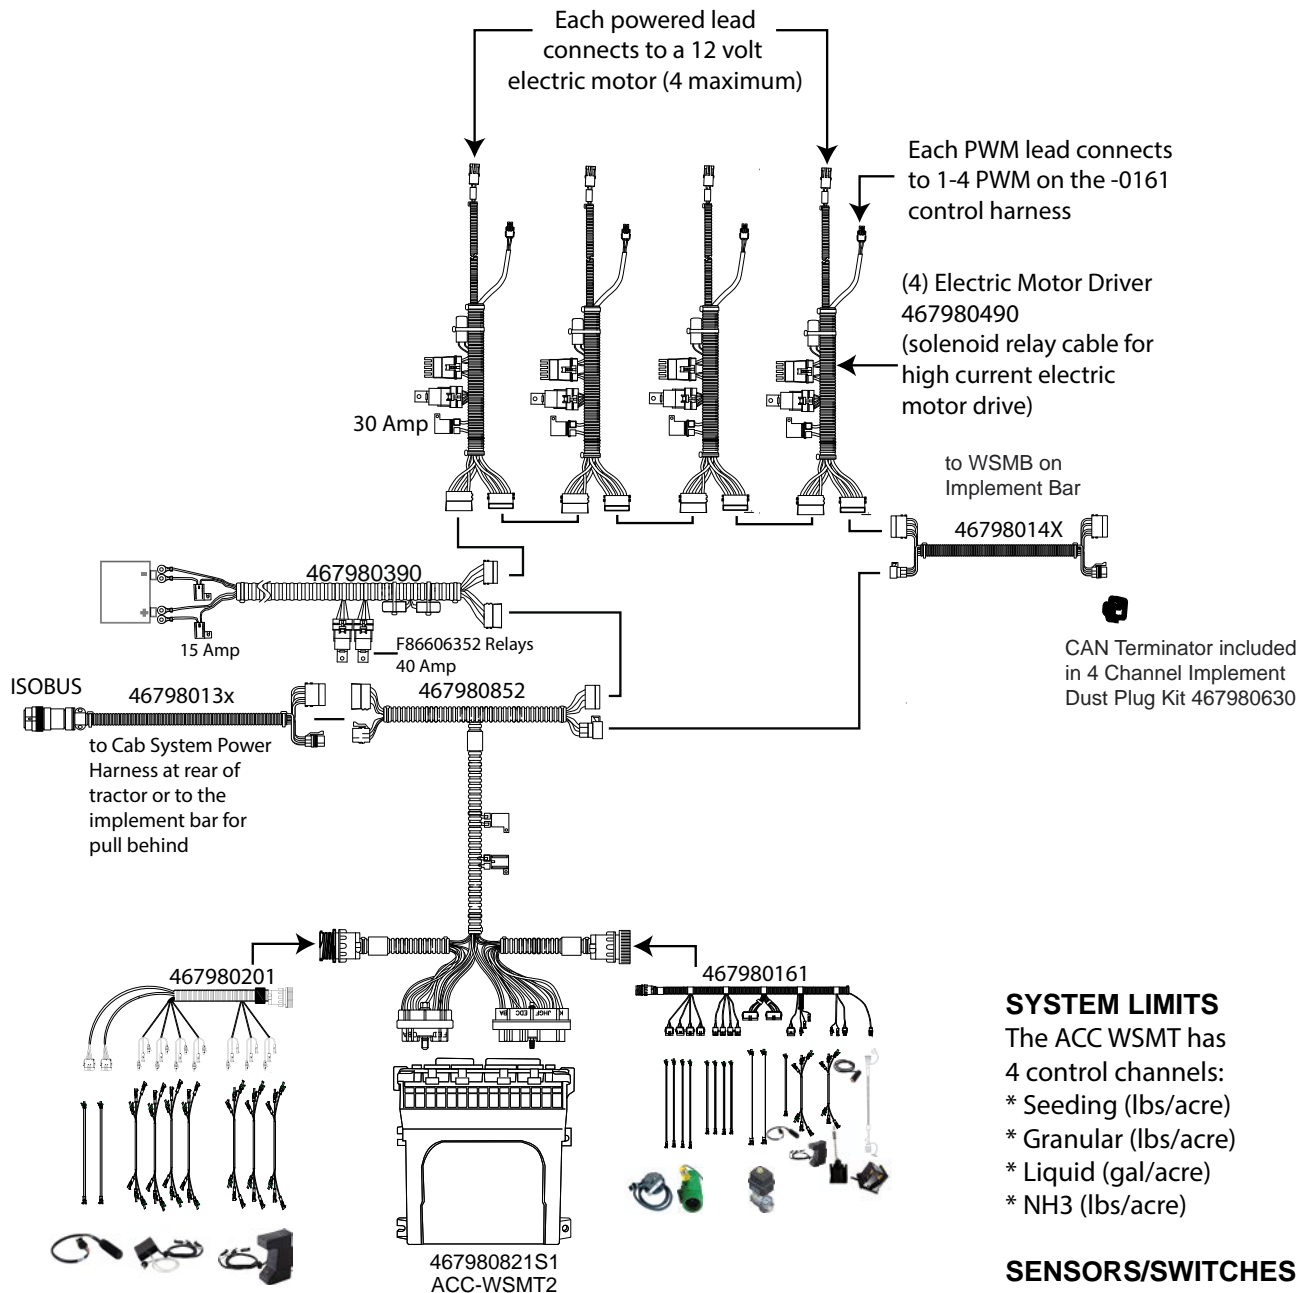 Each powered lead
connects to a 12 volt
electric motor (4 maximum)
Each PWM lead connects
to 1-4 PWM on the -0161
control harness
(4) Electric Motor Driver
467980490
(solenoid relay cable for
high current electric
motor drive)
30 Amp
to WSMB on
Implement Bar
46798014X
467980390
-
+
15 Amp
F86606352 Relays
40 Amp
CAN Terminator included
in 4 Channel Implement
Dust Plug Kit 467980630
ISOBUS
46798013x
467980852
to Cab System Power
Harness at rear of
tractor or to the
implement bar for
pull behind
467980201
467980161
K JHGF EDC BA
467980821S1
ACC-WSMT2
SYSTEM LIMITS
The ACC WSMT has
4 control channels:
* Seeding (lbs/acre)
* Granular (lbs/acre)
* Liquid (gal/acre)
* NH3 (lbs/acre)
SENSORS/SWITCHES